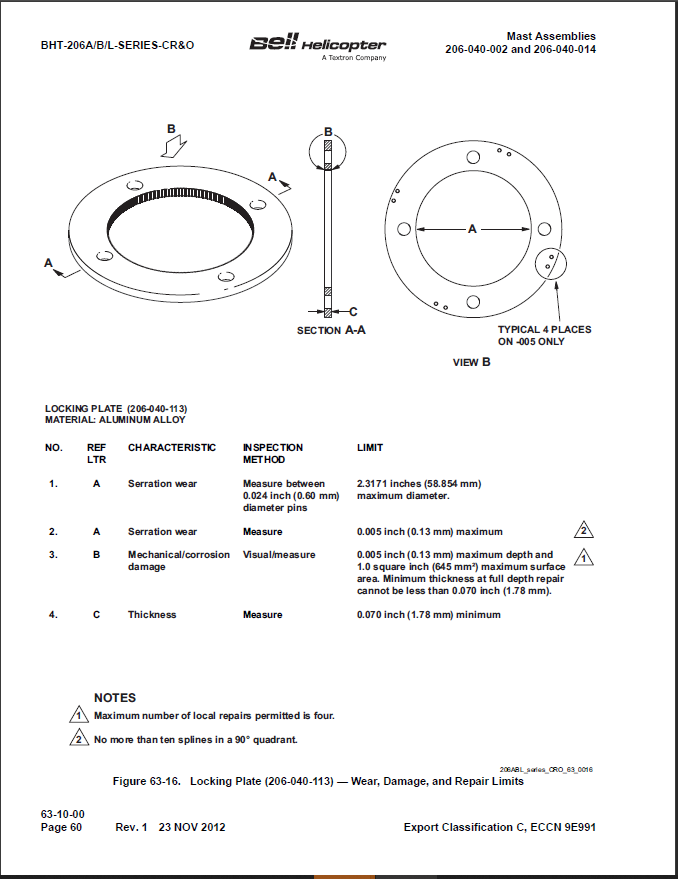 BHT-206A/B/L-SERIES-CR&O
Bell Helicopter
A Textron Company
Mast Assemblies
206-040-002 and 206-040-014
B
A
A
B
C
SECTION A-A
A
TYPICAL 4 PLACES
ON -005 ONLY
VIEW B
LOCKING PLATE (206-040-113)
MATERIAL: ALUMINUM ALLOY
NO. REF LTR CHARACTERISTIC INSPECTION METHOD LIMIT
1. A Serration wear Measure between 2.3171 inches (58.854 mm)
0.024 inch (0.60 mm) maximum diameter.
diameter pins
2. A Serration wear Measure 0.005 inch (0.13 mm) maximum 2
3. B Mechanical/corrosion Visual/measure 0.005 inch (0.13 mm) maximum depth and 1
damage 1.0 square inch (645 mm²) maximum surface
area. Minimum thickness at full depth repair
cannot be less than 0.070 inch (1.78 mm).
4. C Thickness Measure 0.070 inch (1.78 mm) minimum
NOTES
1 Maximum number of local repairs permitted is four.
2 No more than ten splines in a 90° quadrant.
206ABL_series_CRO_63_0016
Figure 63-16. Locking Plate (206-040-113) — Wear, Damage, and Repair Limits
63-10-00
Page 60 Rev. 1 23 NOV 2012 Export Classification C, ECCN 9E991